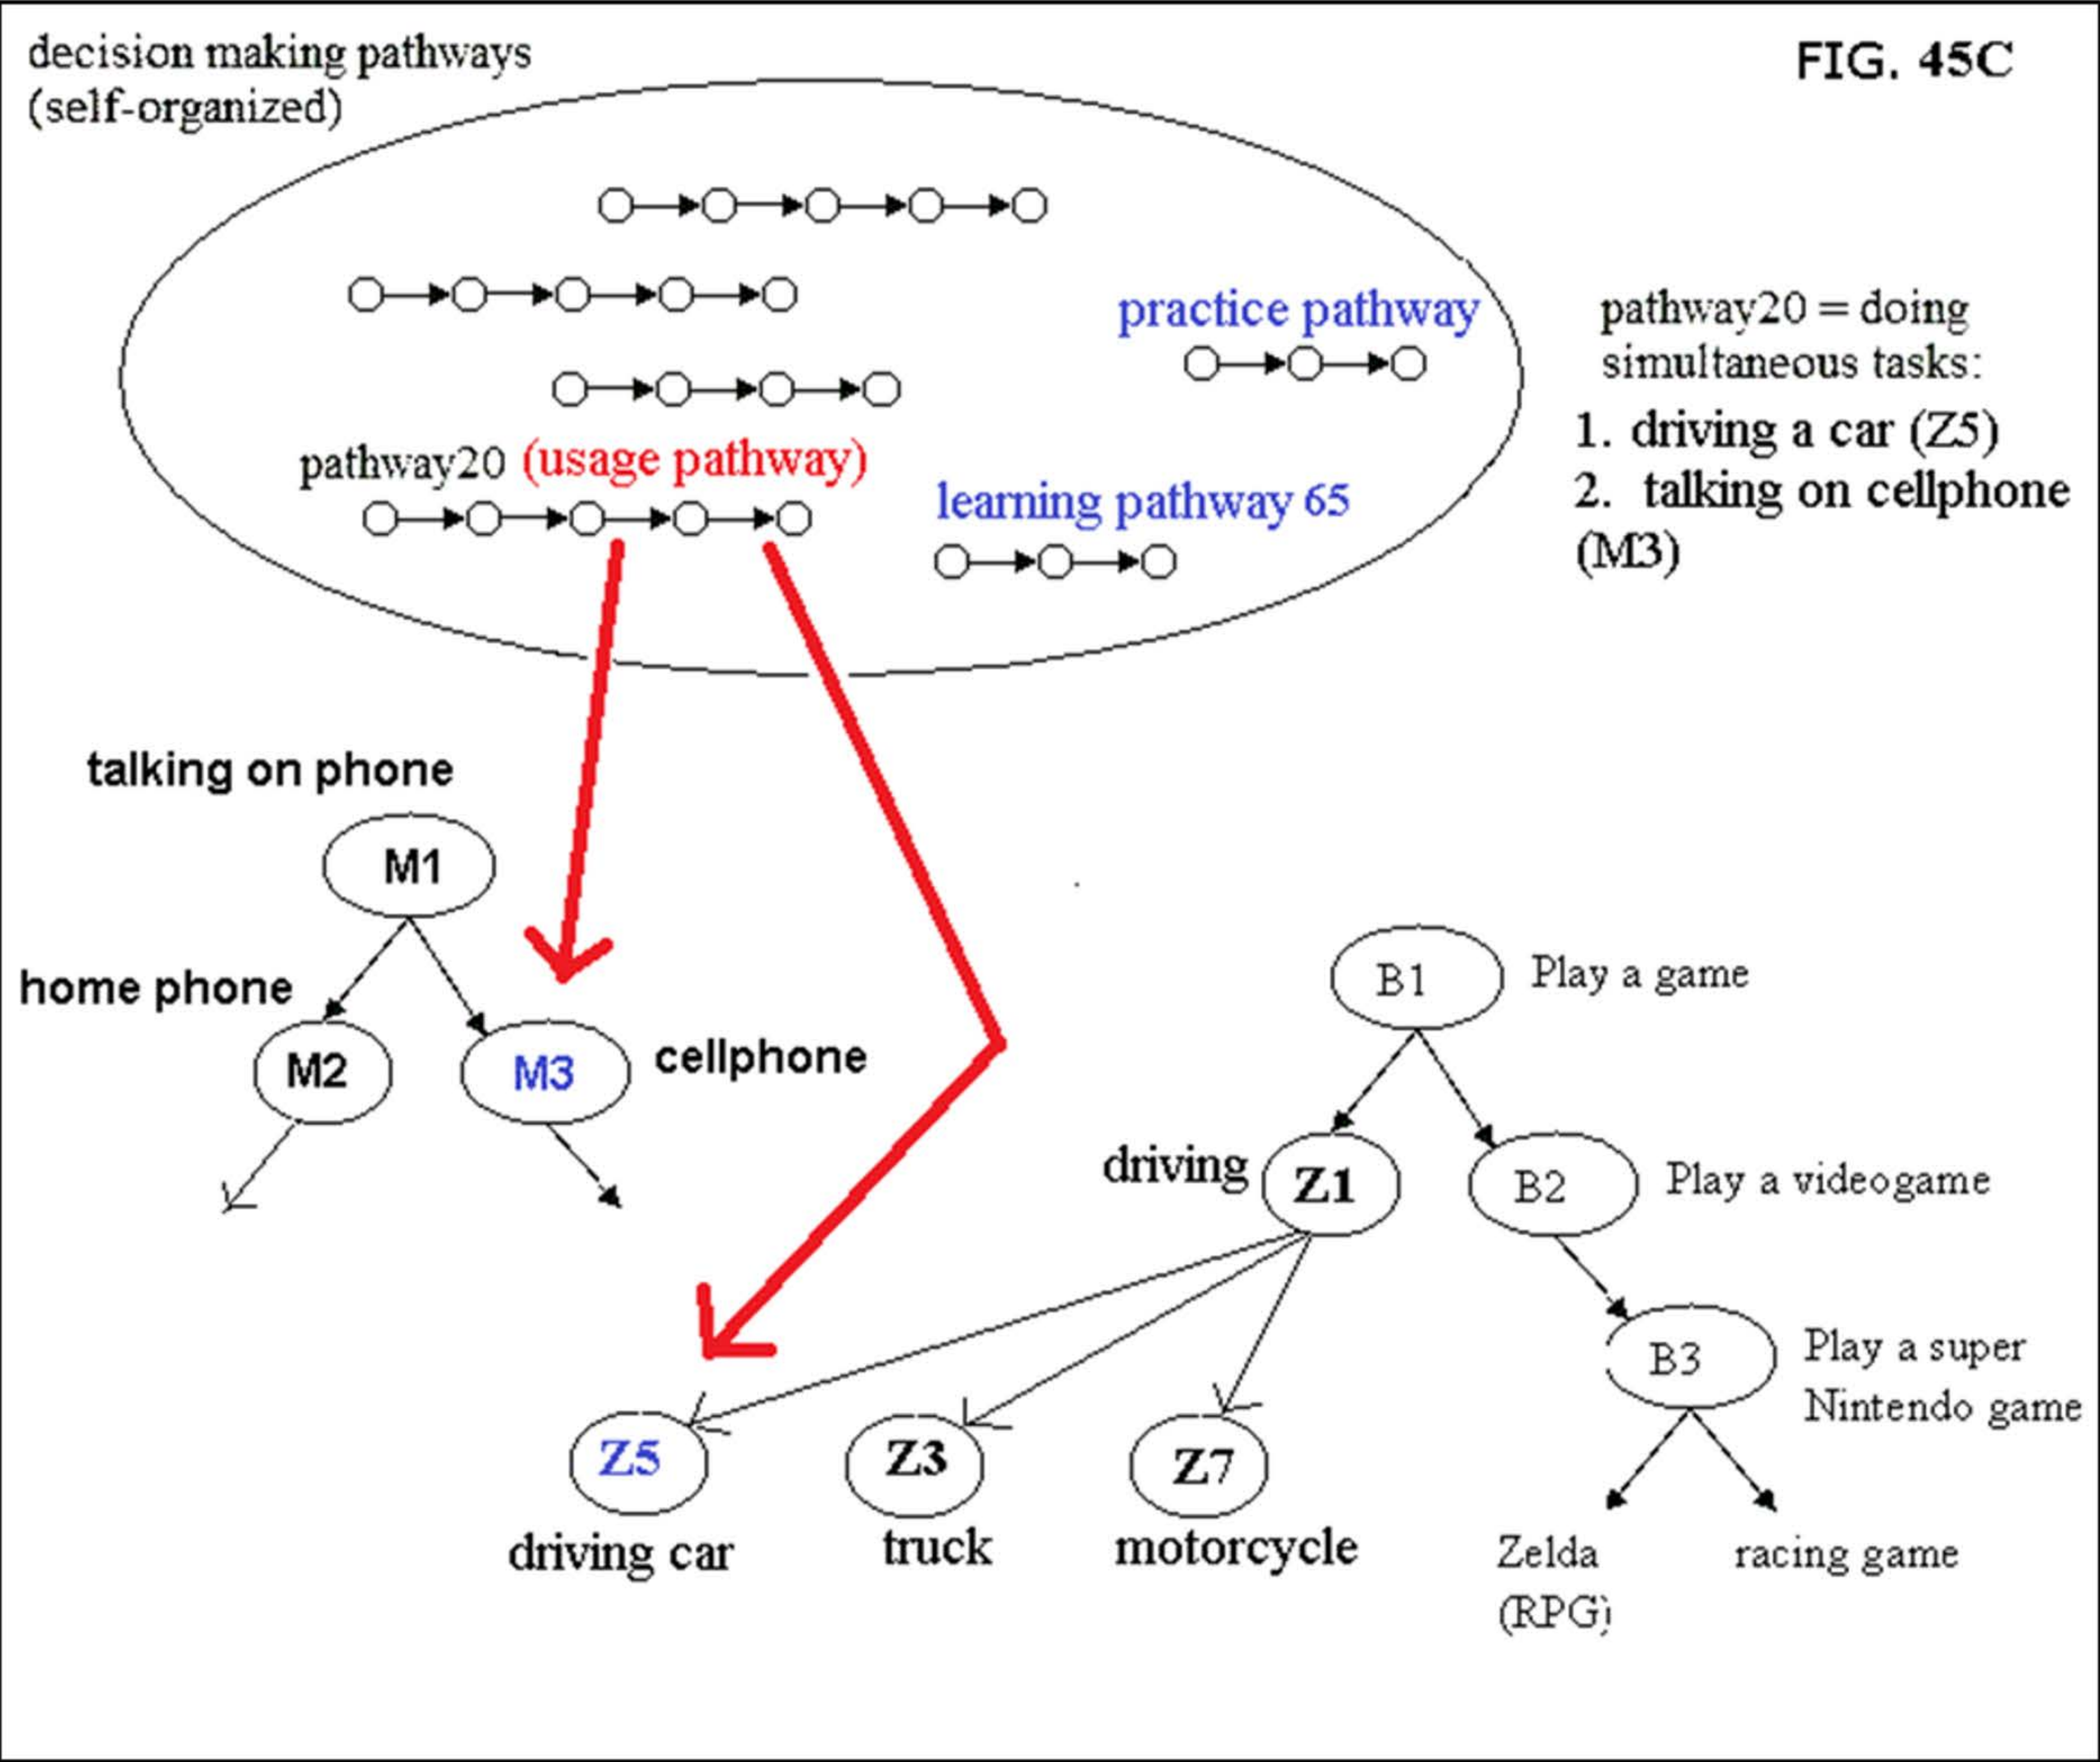 decision making pathways
(self-organized)
FIG. 45C
practice pathway
pathway20 = doing
simultaneous tasks:
1. driving a car (Z5)
2. talking on cellphone
(M3)
pathway20 (usage pathway)
learning pathway 65
talking on phone
M1
home phone
M2
M3
cellphone
B1
Play a game
driving
Z1
B2
Play a videogame
B3
Play a super
Nintendo game
Z5
Z3
Z7
driving car
truck
motorcycle
Zelda
(RPG)
racing game